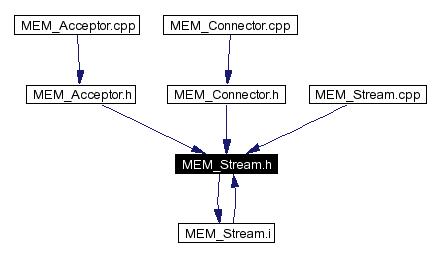 MEM_Acceptor.cpp
MEM_Connector.cpp
MEM_Acceptor.h
MEM_Connector.h
MEM_Stream.cpp
MEM_Stream.h
MEM_Stream.i